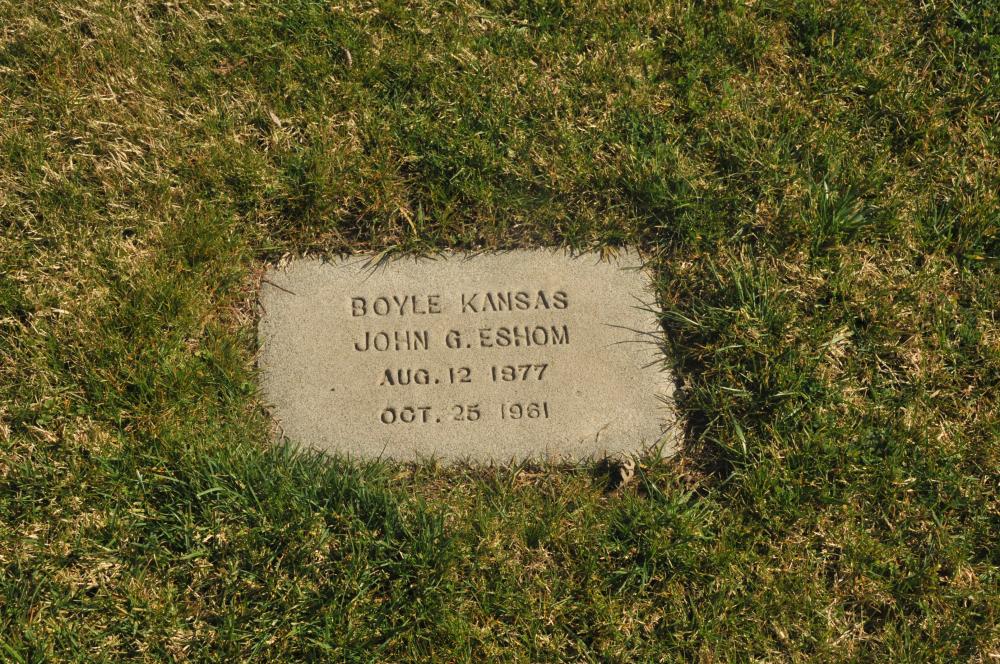 BOYLE KANSAS
JOHN G. ESHOM
AUG. 12 1877
OCT. 25 1961